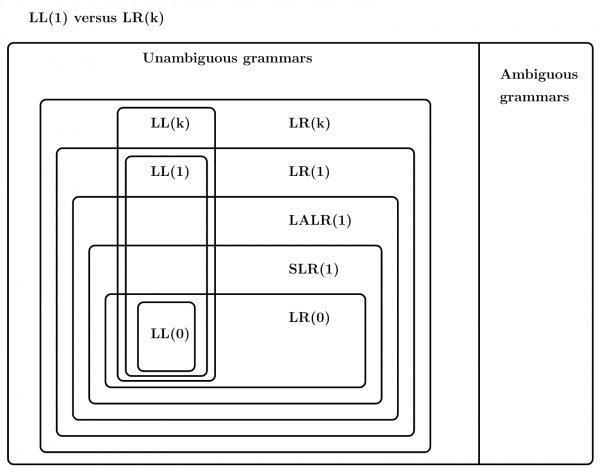 LL(1) versus LR(k)
Unambiguous grammars
Ambiguous
grammars
LL(k) LR(k)
LL(1) LR(1)
LALR(1)
SLR(1)
LR(0)
LL(0)